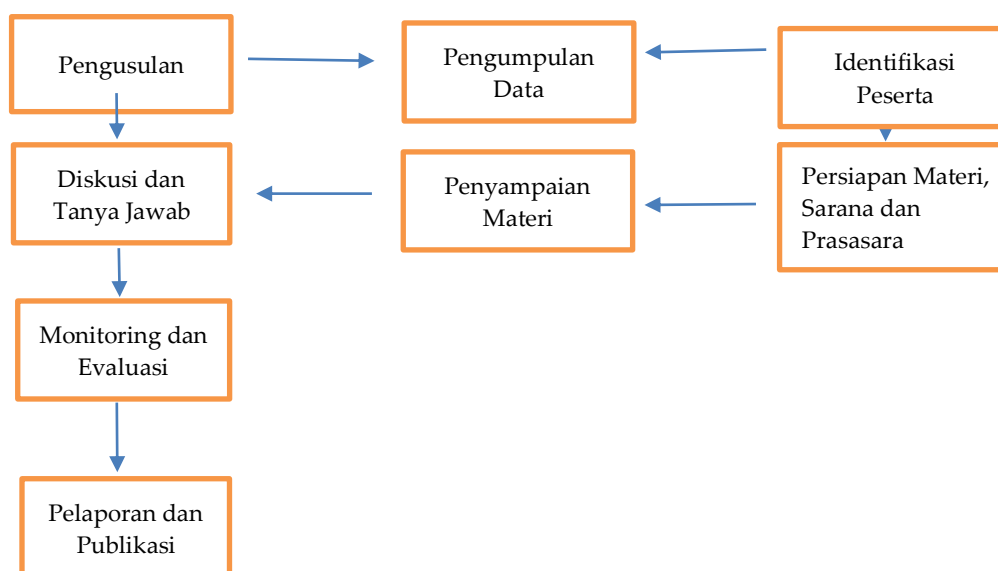 Pengusulan
Pengumpulan
Data
Identifikasi
Peserta
Diskusi dan
Tanya Jawab
Penyampaian
Materi
Persiapan Materi,
Sarana dan
Prasasara
Monitoring dan
Evaluasi
Pelaporan dan
Publikasi